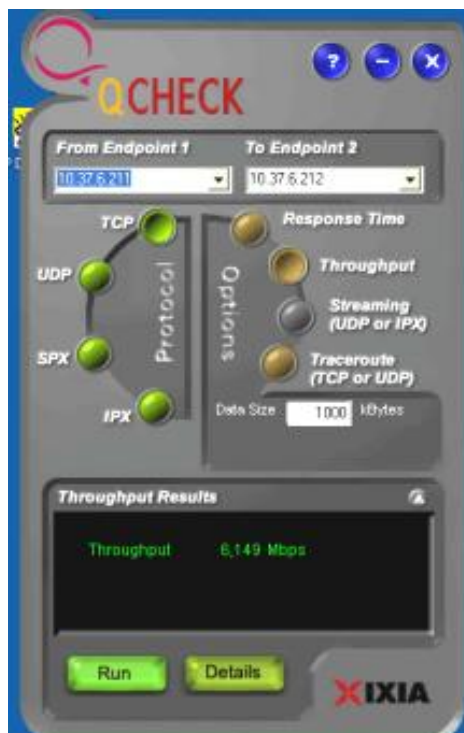 QCHECK
? – X
From Endpoint 1 To Endpoint 2
10.37.6.211 10.37.6.212
TCP
UDP
SPX
IPX
Protocol
Options
Response Time
Throughput
Streaming
(UDP or IPX)
Traceroute
(TCP or UDP)
Data Size 1000 kBytes
Throughput Results
Throughput 6,149 Mbps
Run Details
XIXIA